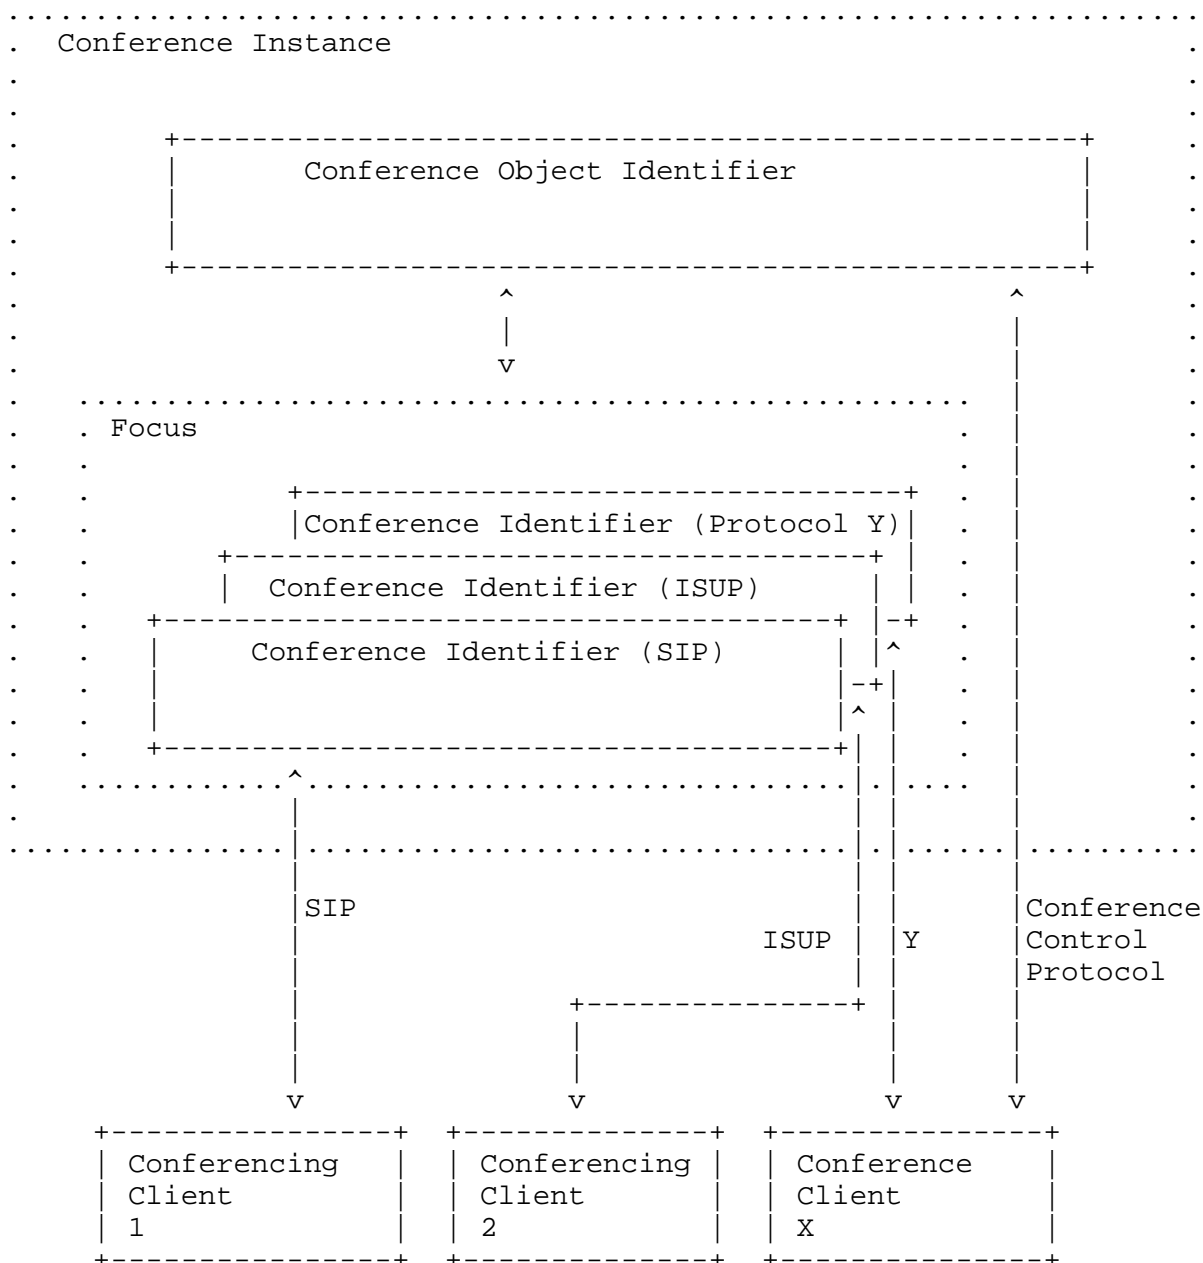 Conference Instance
Conference Object Identifier
Focus
Conference Identifier (Protocol Y)
Conference Identifier (ISUP)
Conference Identifier (SIP)
SIP Conference
ISUP Y Control
Protocol
Conferencing Conferencing Conference
Client Client Client
1 2 X